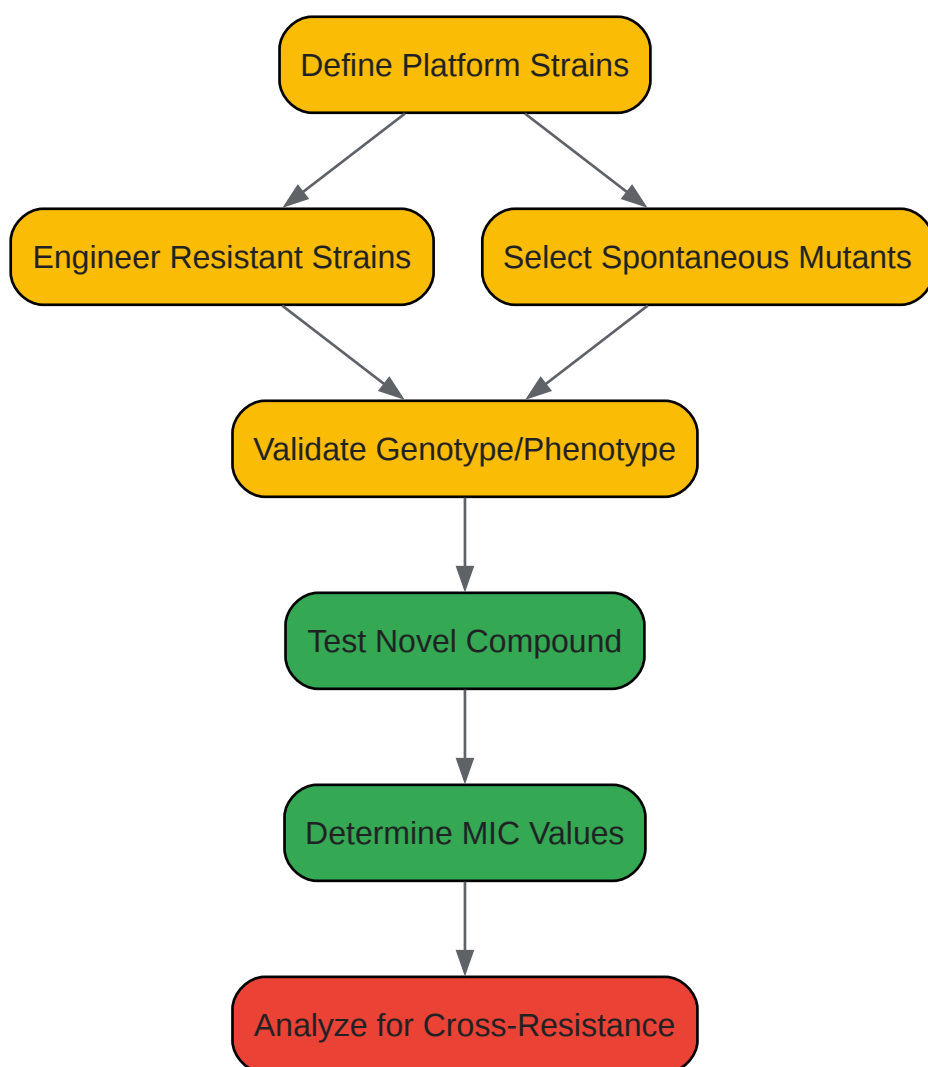 Define Platform Strains
Engineer Resistant Strains
Select Spontaneous Mutants
Validate Genotype/Phenotype
Test Novel Compound
Determine MIC Values
Analyze for Cross-Resistance